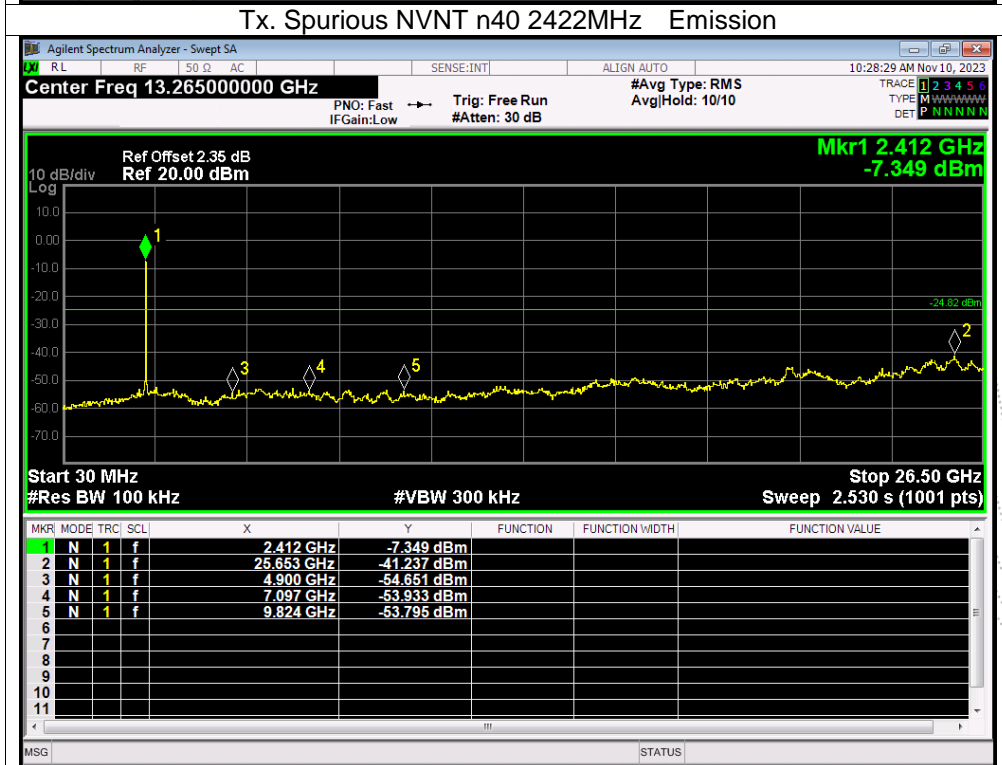 Tx. Spurious NVNT n40 2422MHz Emission
Agilent Spectrum Analyzer - Swept SA
LXI RL RF 50 Ω AC SENSE:INT ALIGN AUTO 10:28:29 AM Nov 10, 2023
Center Freq 13.265000000 GHz #Avg Type: RMS TRACE 1 2 3 4 5 6
PNO: Fast Trig: Free Run Avg|Hold: 10/10 TYPE M WWWWW
IFGain:Low #Atten: 30 dB DET P N N N N N
Mkr1 2.412 GHz
Ref Offset 2.35 dB
10 dB/div Ref 20.00 dBm -7.349 dBm
Log
10.0
0.00
1
-10.0
-20.0
-24.82 dBm
-30.0
2
-40.0
3 4 5
-50.0
-60.0
-70.0
Start 30 MHz Stop 26.50 GHz
#Res BW 100 kHz #VBW 300 kHz Sweep 2.530 s (1001 pts)
MKR MODE TRC SCL X Y FUNCTION FUNCTION WIDTH FUNCTION VALUE
1 N 1 f 2.412 GHz -7.349 dBm
2 N 1 f 25.653 GHz -41.237 dBm
3 N 1 f 4.900 GHz -54.651 dBm
4 N 1 f 7.097 GHz -53.933 dBm
5 N 1 f 9.824 GHz -53.795 dBm
6
7
8
9
10
11
MSG STATUS